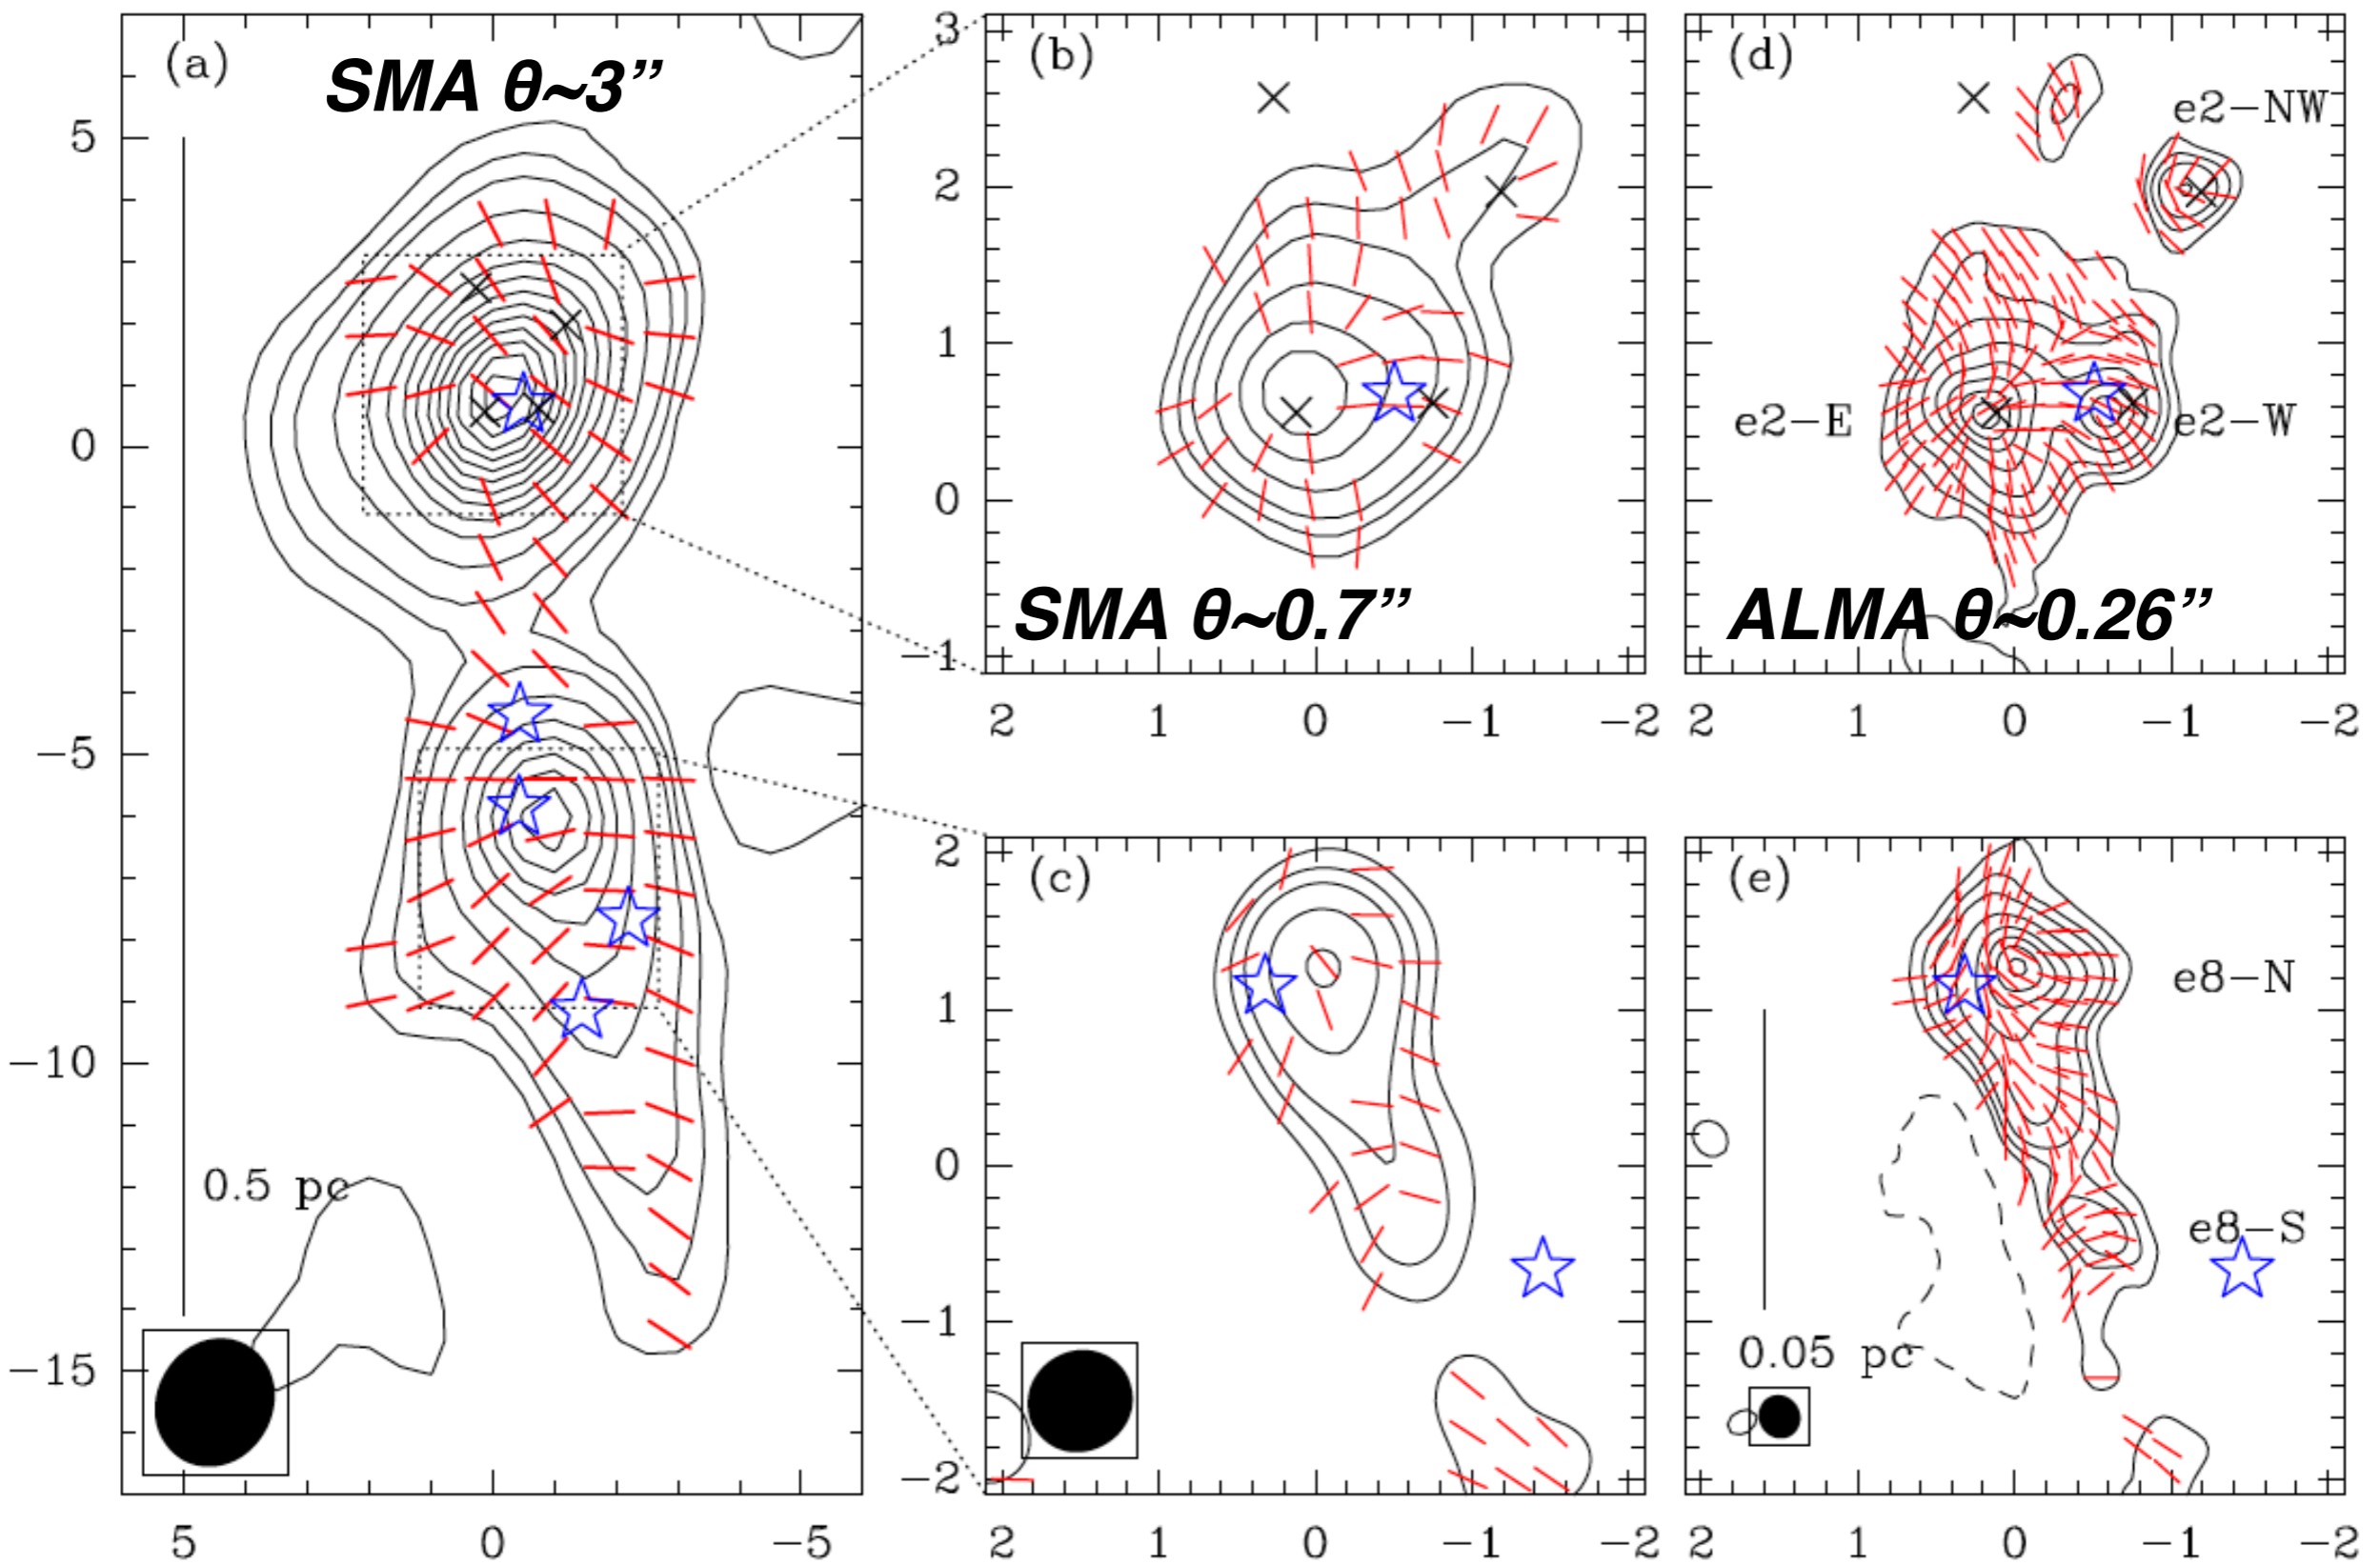 (a)
SMA θ~3”
5
0
−5
−10
−15
0.5 pc
5
0
−5
(b)
3
2
1
0
−1
SMA θ~0.7”
2
1
0
−1
−2
(d)
e2−NW
e2−E
e2−W
ALMA θ~0.26”
2
1
0
−1
−2
(c)
2
1
0
−1
−2
2
1
0
−1
−2
(e)
e8−N
e8−S
0.05 pc
2
1
0
−1
−2